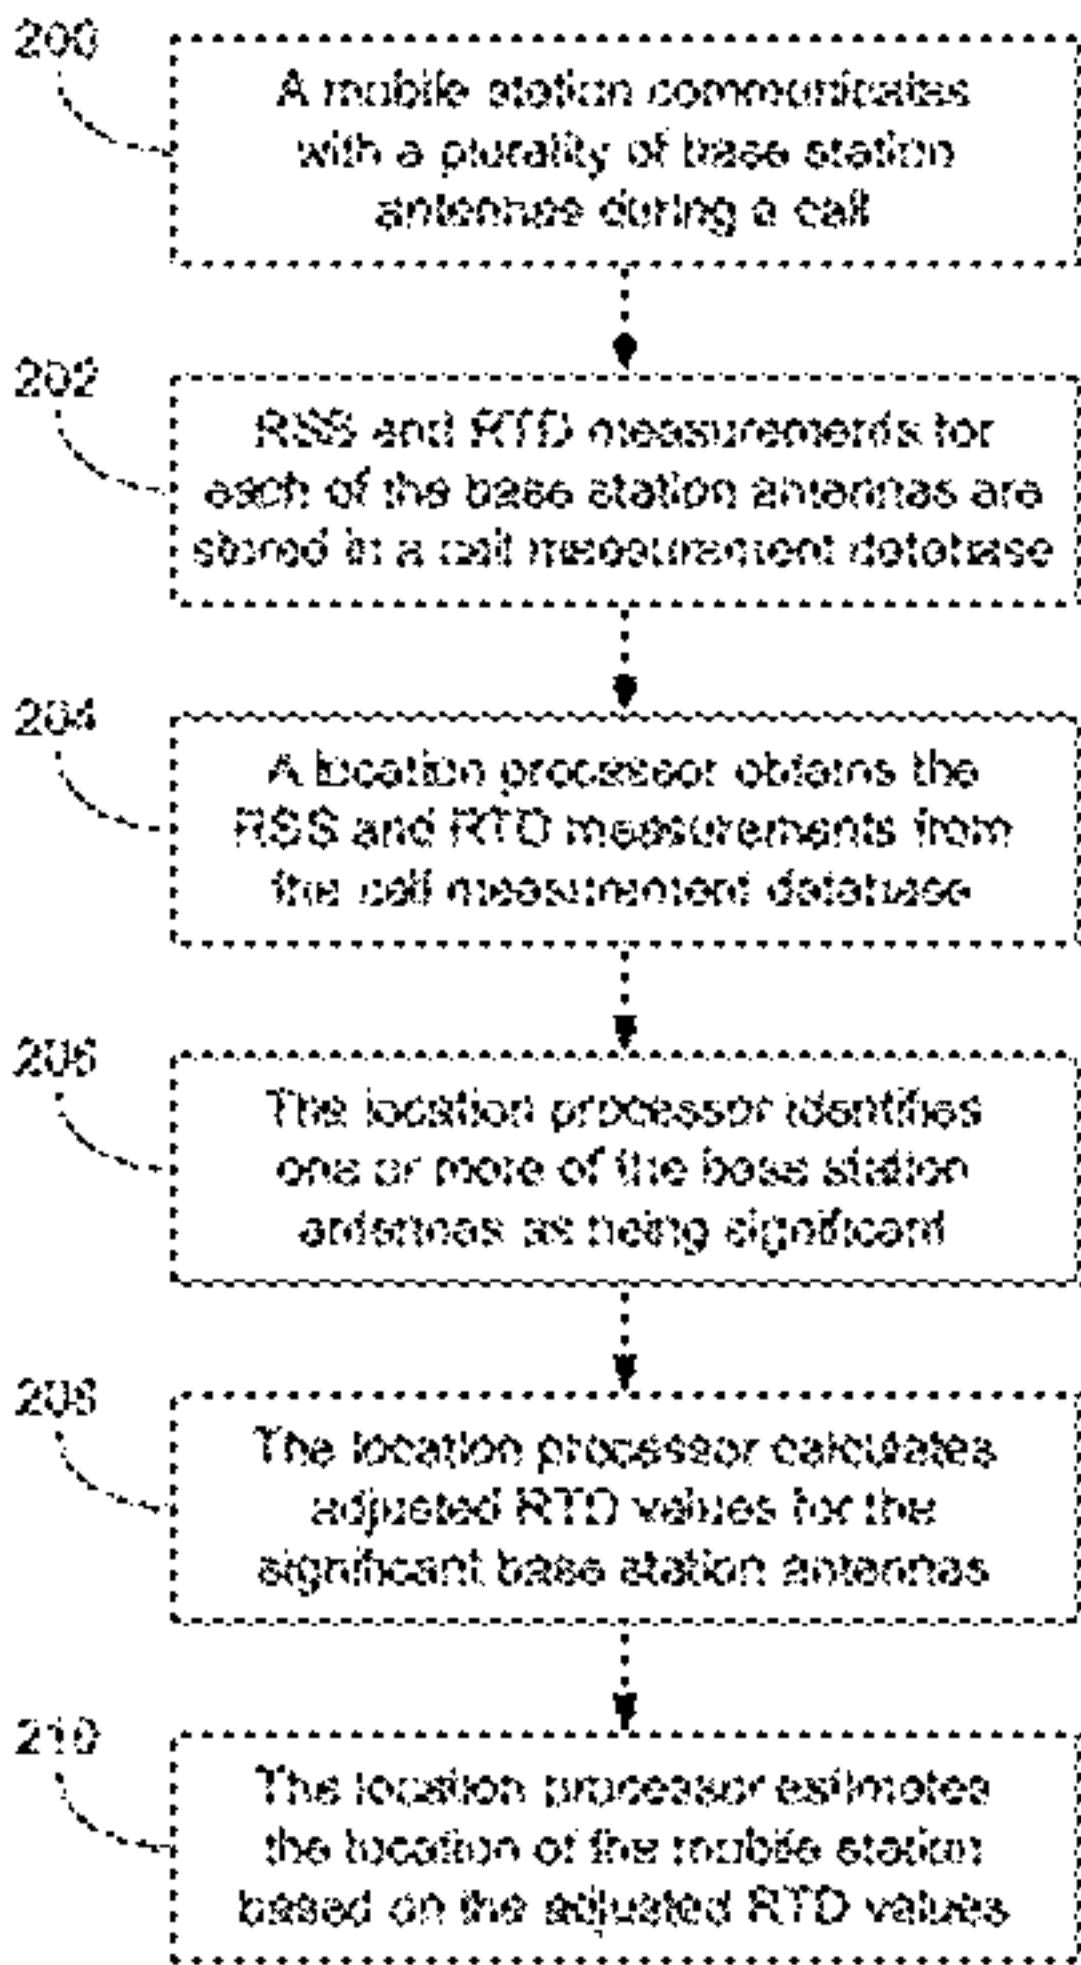 200
A mobile station communicates
with a plurality of base station
antennas during a call
202
RSS and RTD measurements for
each of the base station antennas are
stored in a call measurement database
204
A location processor obtains the
RSS and RTD measurements from
the call measurement database
206
The location processor identifies
one or more of the base station
antennas as being significant
208
The location processor calculates
adjusted RTD values for the
significant base station antennas
210
The location processor estimates
the location of the mobile station
based on the adjusted RTD values